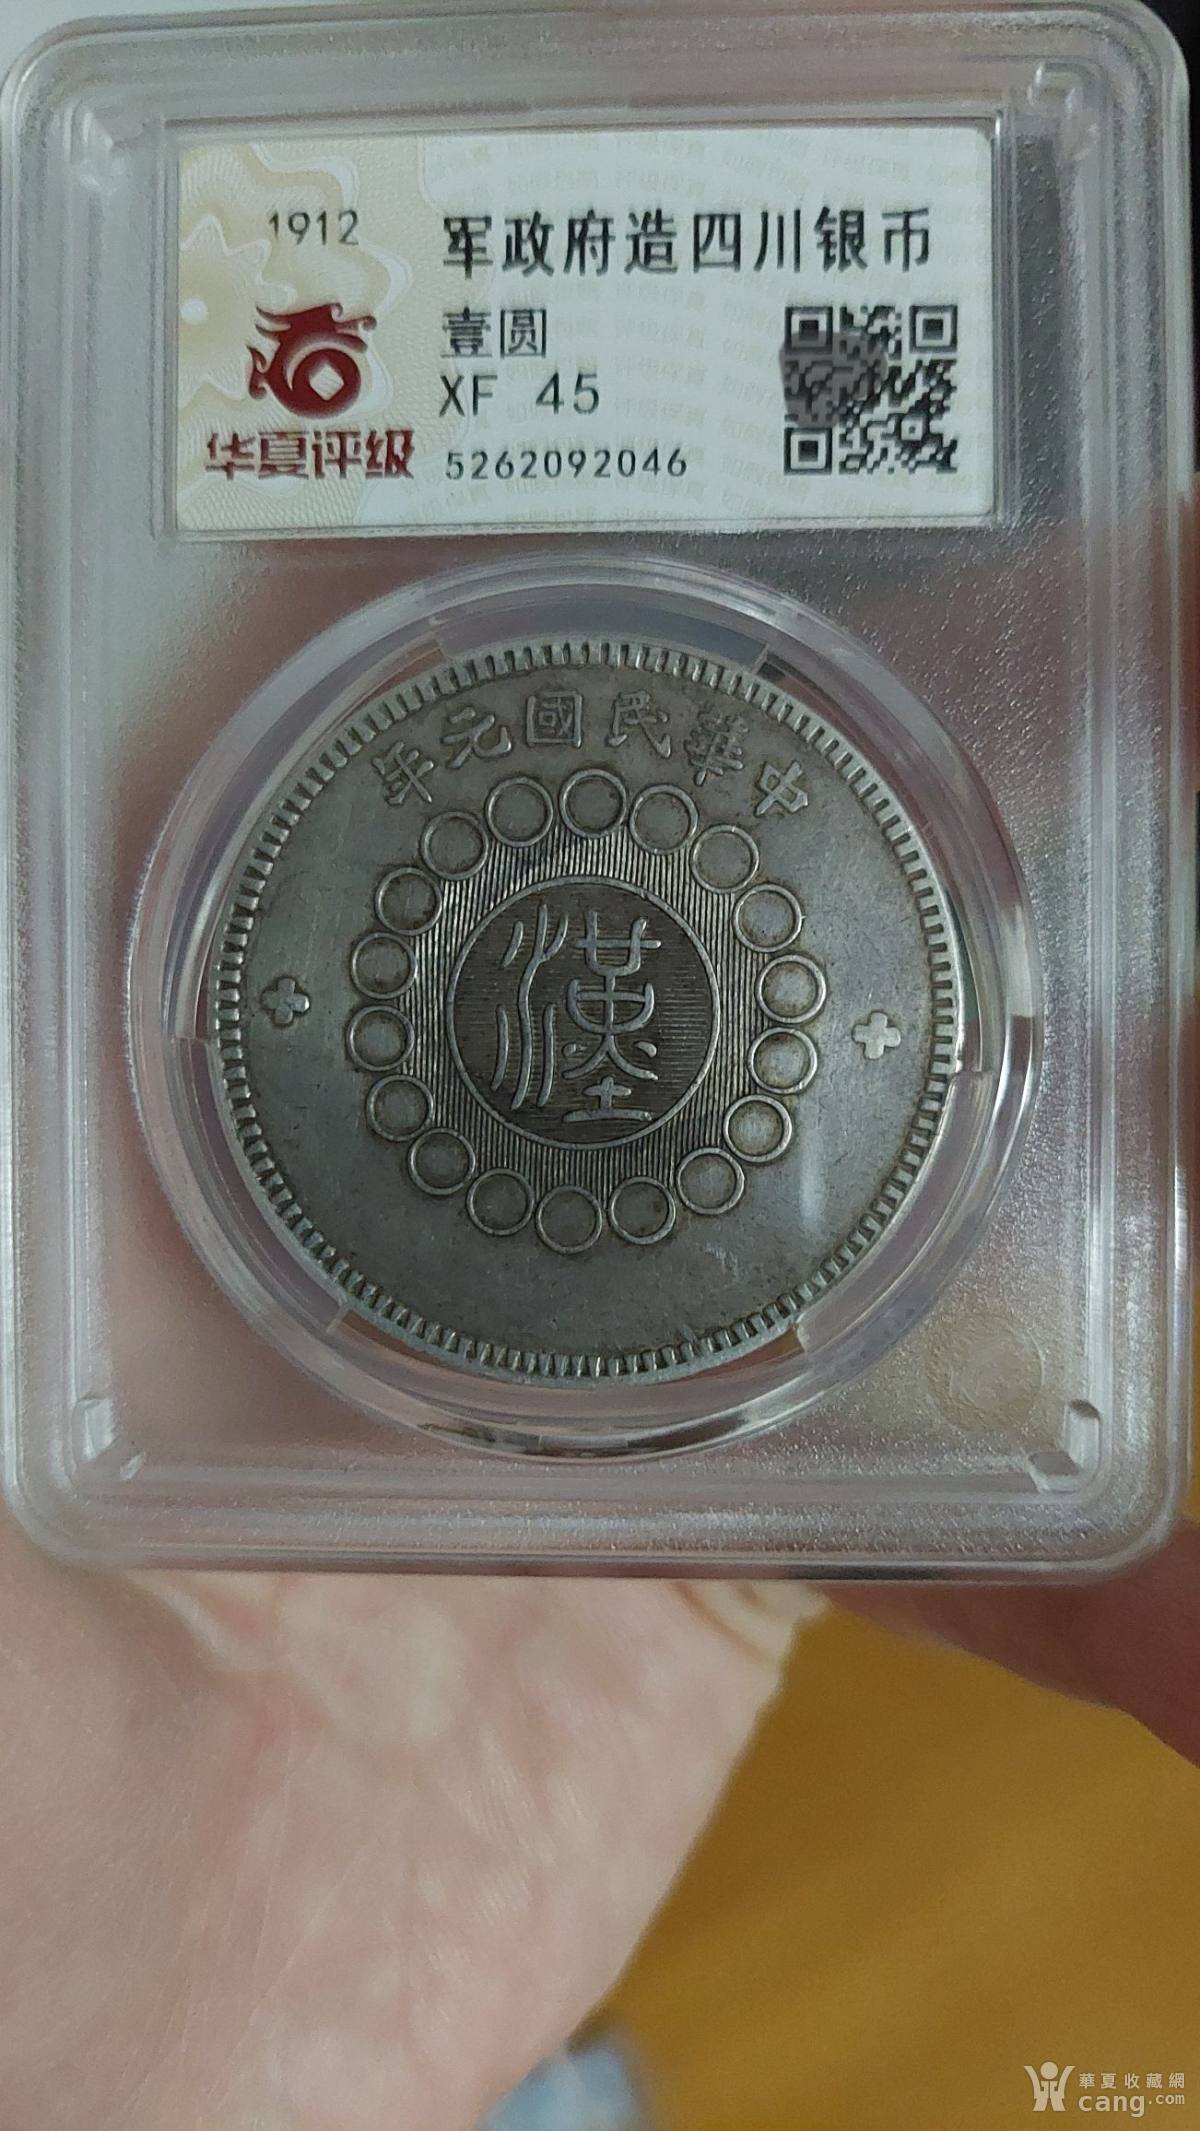 1912
华夏评级
军政府造四川银币
壹圆
XF 45
5262092046
中華民國元年
漢
華夏收藏網
cang.com